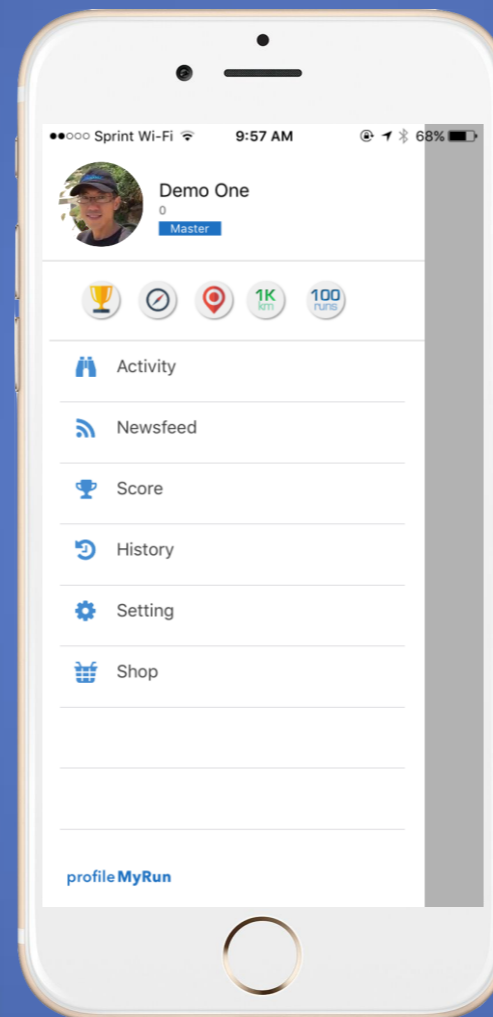 ●●○○○ Sprint Wi-Fi 9:57 AM 68%
Demo One
0
Master
1K
km
100
runs
Activity
Newsfeed
Score
History
Setting
Shop
profileMyRun